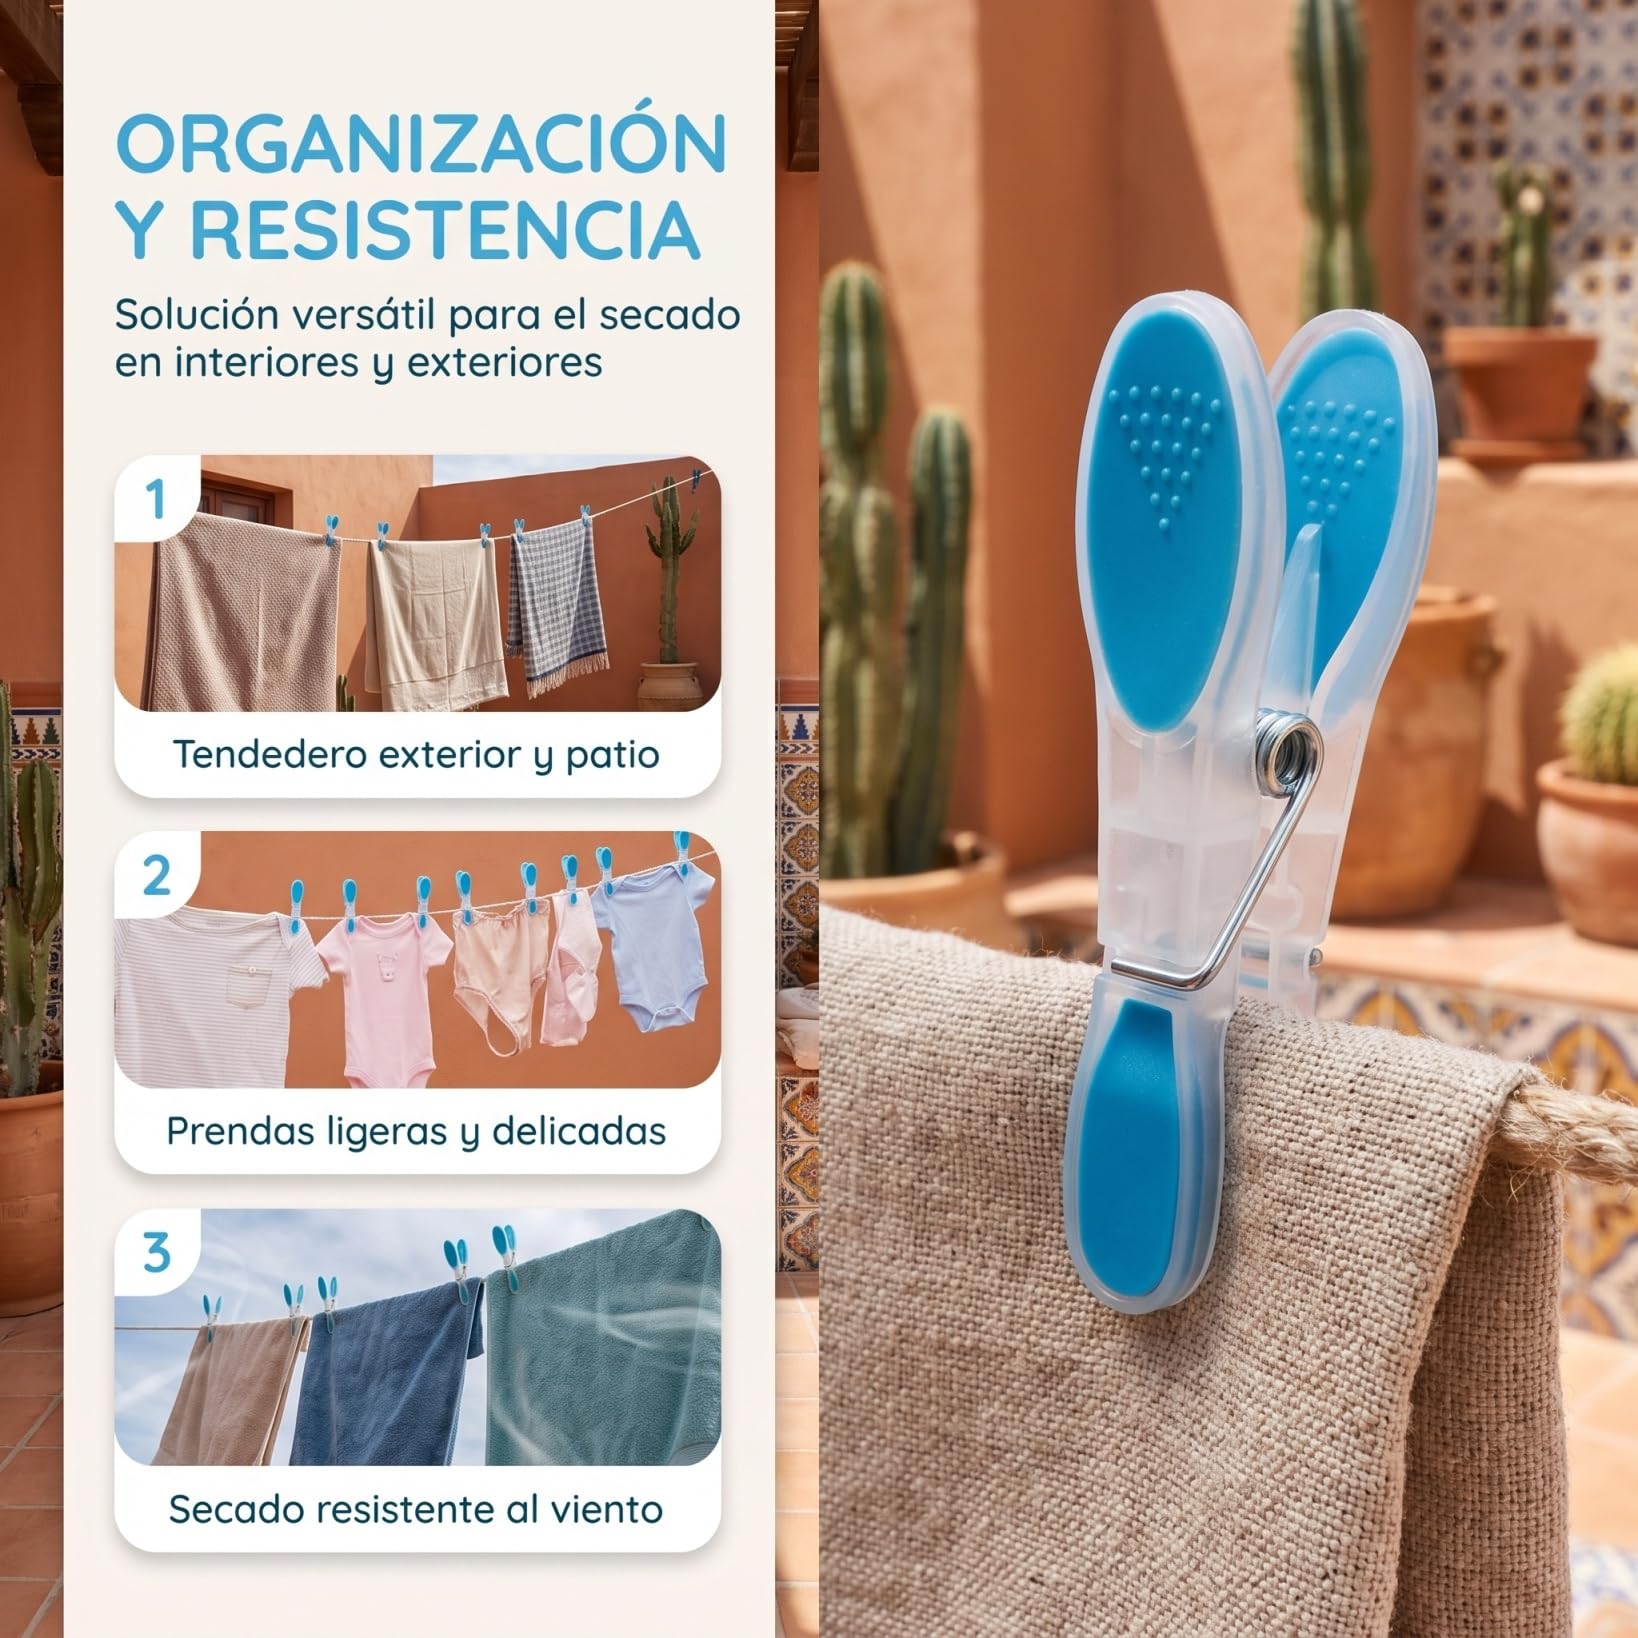 ORGANIZACIÓN
Y RESISTENCIA
Solución versátil para el secado
en interiores y exteriores
1
Tendedero exterior y patio
2
Prendas ligeras y delicadas
3
Secado resistente al viento